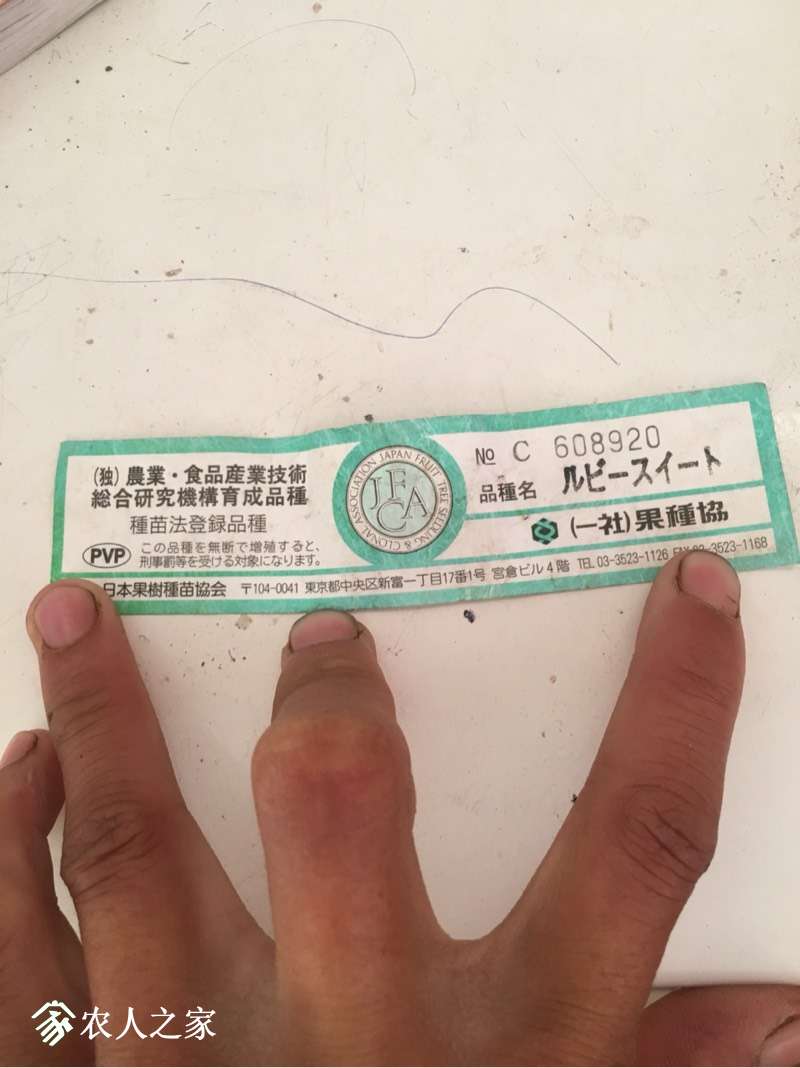 (独)農業・食品産業技術
総合研究機構育成品種
種苗法登録品種
PVP この品種を無断で増殖すると、
刑事罰等を受ける対象になります。
JAPAN FRUIT TREE SEEDLING & CLONAL ASSOCIATION
JFCA
№ C 608920
品種名 ルビースイート
(一社)果種協
日本果樹種苗協会 〒104-0041 東京都中央区新富一丁目17番1号 宮倉ビル4階 TEL 03-3523-1126 FAX 03-3523-1168
农人之家